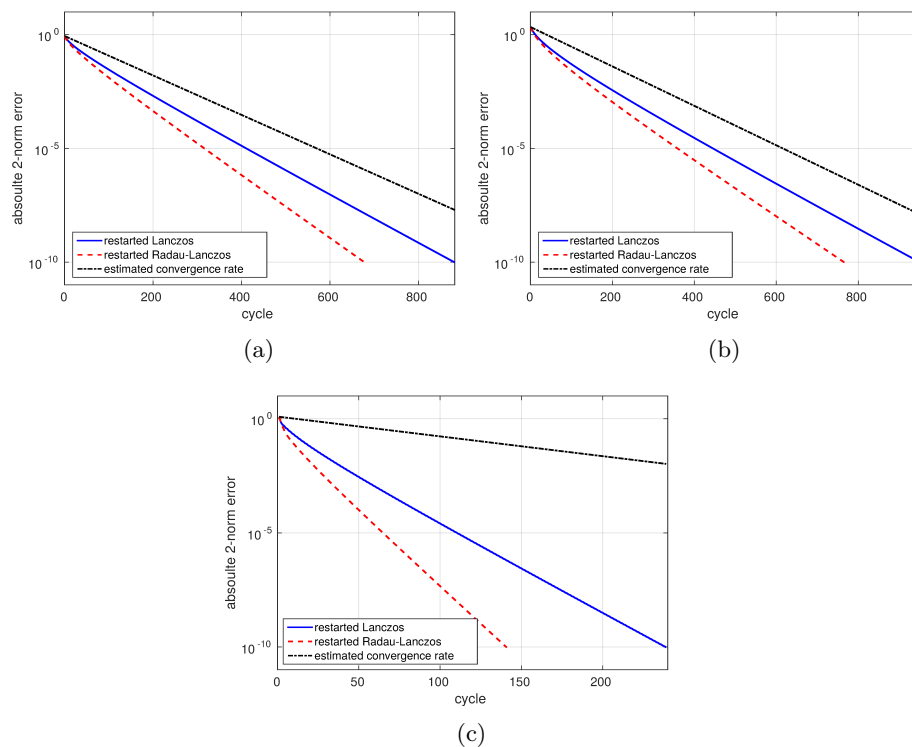 10^0
10^-5
10^-10
absoulte 2-norm error
restarted Lanczos
restarted Radau-Lanczos
estimated convergence rate
0 200 400 600 800
cycle
(a)
10^0
10^-5
10^-10
absoulte 2-norm error
restarted Lanczos
restarted Radau-Lanczos
estimated convergence rate
0 200 400 600 800
cycle
(b)
10^0
10^-5
10^-10
absoulte 2-norm error
restarted Lanczos
restarted Radau-Lanczos
estimated convergence rate
0 50 100 150 200
cycle
(c)